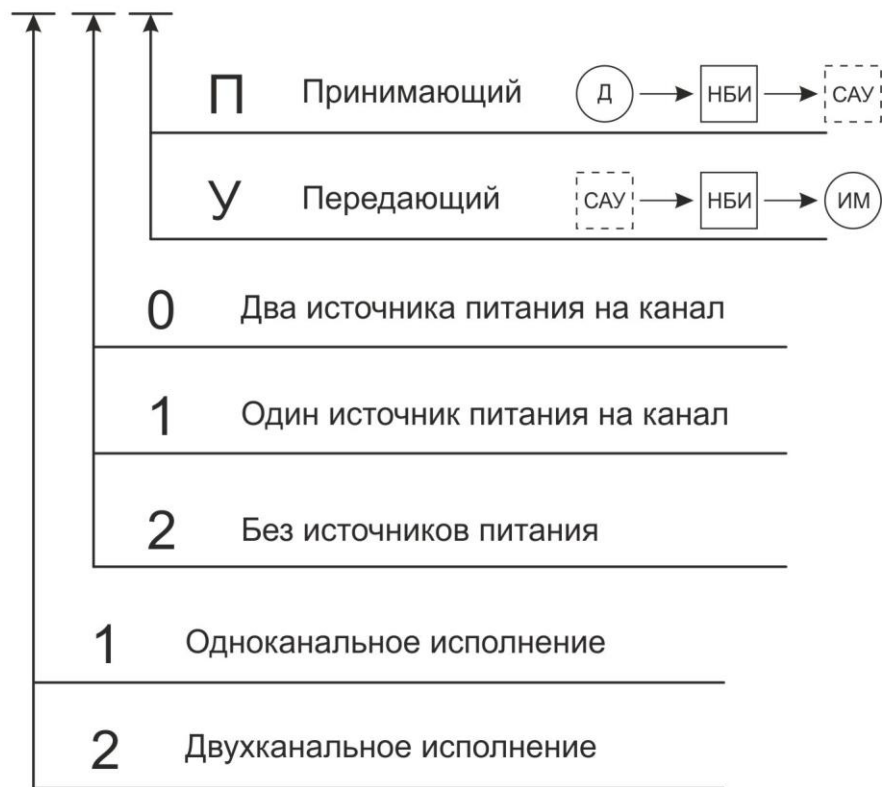 П Принимающий Д НБИ САУ
У Передающий САУ НБИ ИМ
0 Два источника питания на канал
1 Один источник питания на канал
2 Без источников питания
1 Одноканальное исполнение
2 Двухканальное исполнение